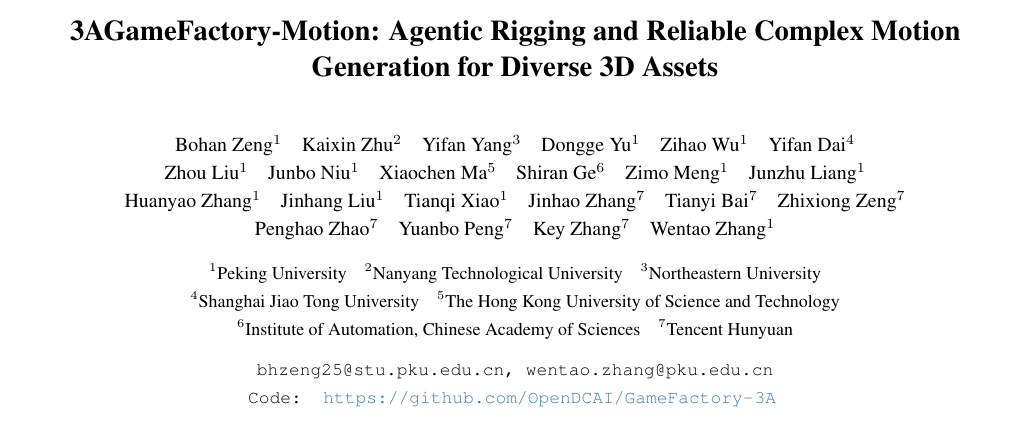 3AGameFactory-Motion: Agentic Rigging and Reliable Complex Motion
Generation for Diverse 3D Assets
Bohan Zeng¹ Kaixin Zhu² Yifan Yang³ Dongge Yu¹ Zihao Wu¹ Yifan Dai⁴
Zhou Liu¹ Junbo Niu¹ Xiaochen Ma⁵ Shiran Ge⁶ Zimo Meng¹ Junzhu Liang¹
Huanyao Zhang¹ Jinhang Liu¹ Tianqi Xiao¹ Jinhao Zhang⁷ Tianyi Bai⁷ Zhixiong Zeng⁷
Penghao Zhao⁷ Yuanbo Peng⁷ Key Zhang⁷ Wentao Zhang¹
¹Peking University ²Nanyang Technological University ³Northeastern University
⁴Shanghai Jiao Tong University ⁵The Hong Kong University of Science and Technology
⁶Institute of Automation, Chinese Academy of Sciences ⁷Tencent Hunyuan
bhzeng25@stu.pku.edu.cn, wentao.zhang@pku.edu.cn
Code: https://github.com/OpenDCAI/GameFactory-3A